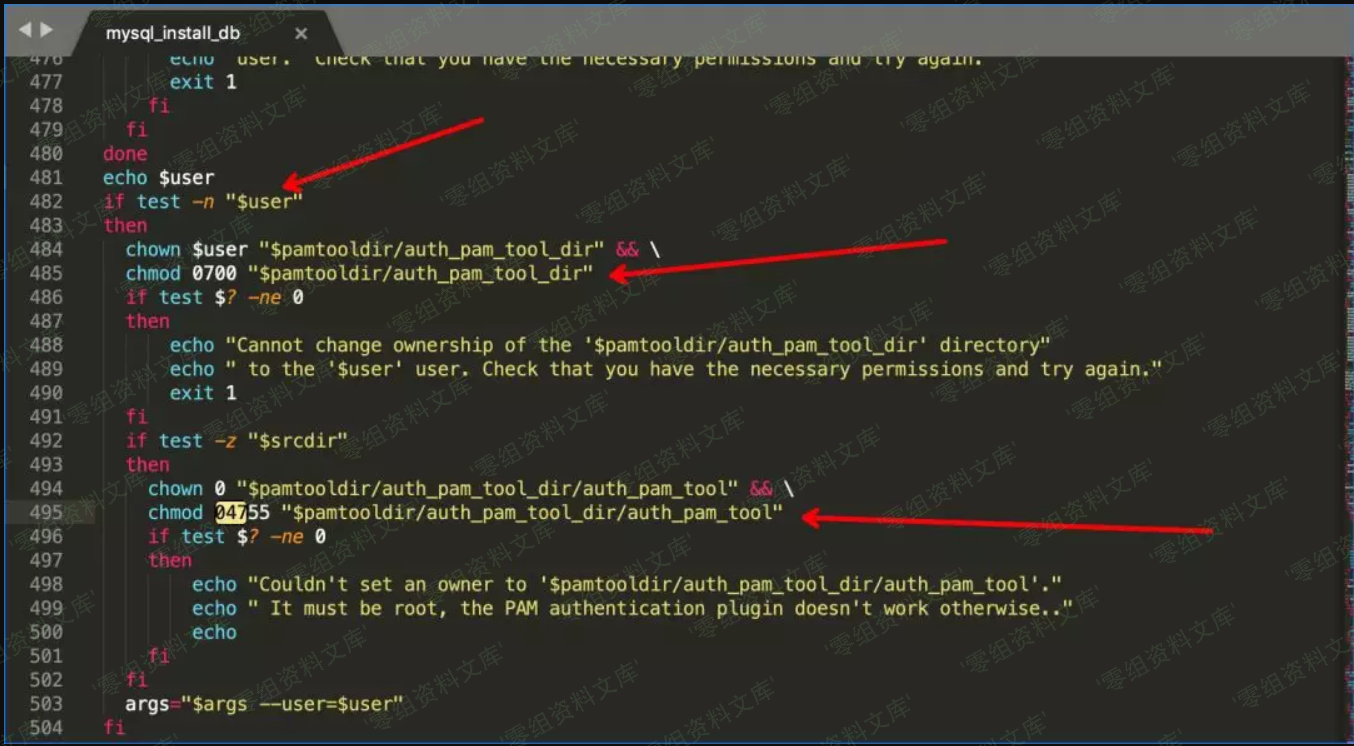 mysql_install_db ×
476 echo "user. Check that you have the necessary permissions and try again."
477 exit 1
478 fi
479 fi
480 done
481 echo $user
482 if test -n "$user"
483 then
484 chown $user "$pamtooldir/auth_pam_tool_dir" && \
485 chmod 0700 "$pamtooldir/auth_pam_tool_dir"
486 if test $? -ne 0
487 then
488 echo "Cannot change ownership of the '$pamtooldir/auth_pam_tool_dir' directory"
489 echo " to the '$user' user. Check that you have the necessary permissions and try again."
490 exit 1
491 fi
492 if test -z "$srcdir"
493 then
494 chown 0 "$pamtooldir/auth_pam_tool_dir/auth_pam_tool" && \
495 chmod 04755 "$pamtooldir/auth_pam_tool_dir/auth_pam_tool"
496 if test $? -ne 0
497 then
498 echo "Couldn't set an owner to '$pamtooldir/auth_pam_tool_dir/auth_pam_tool'."
499 echo " It must be root, the PAM authentication plugin doesn't work otherwise.."
500 echo
501 fi
502 fi
503 args="$args --user=$user"
504 fi
'零组资料文库'